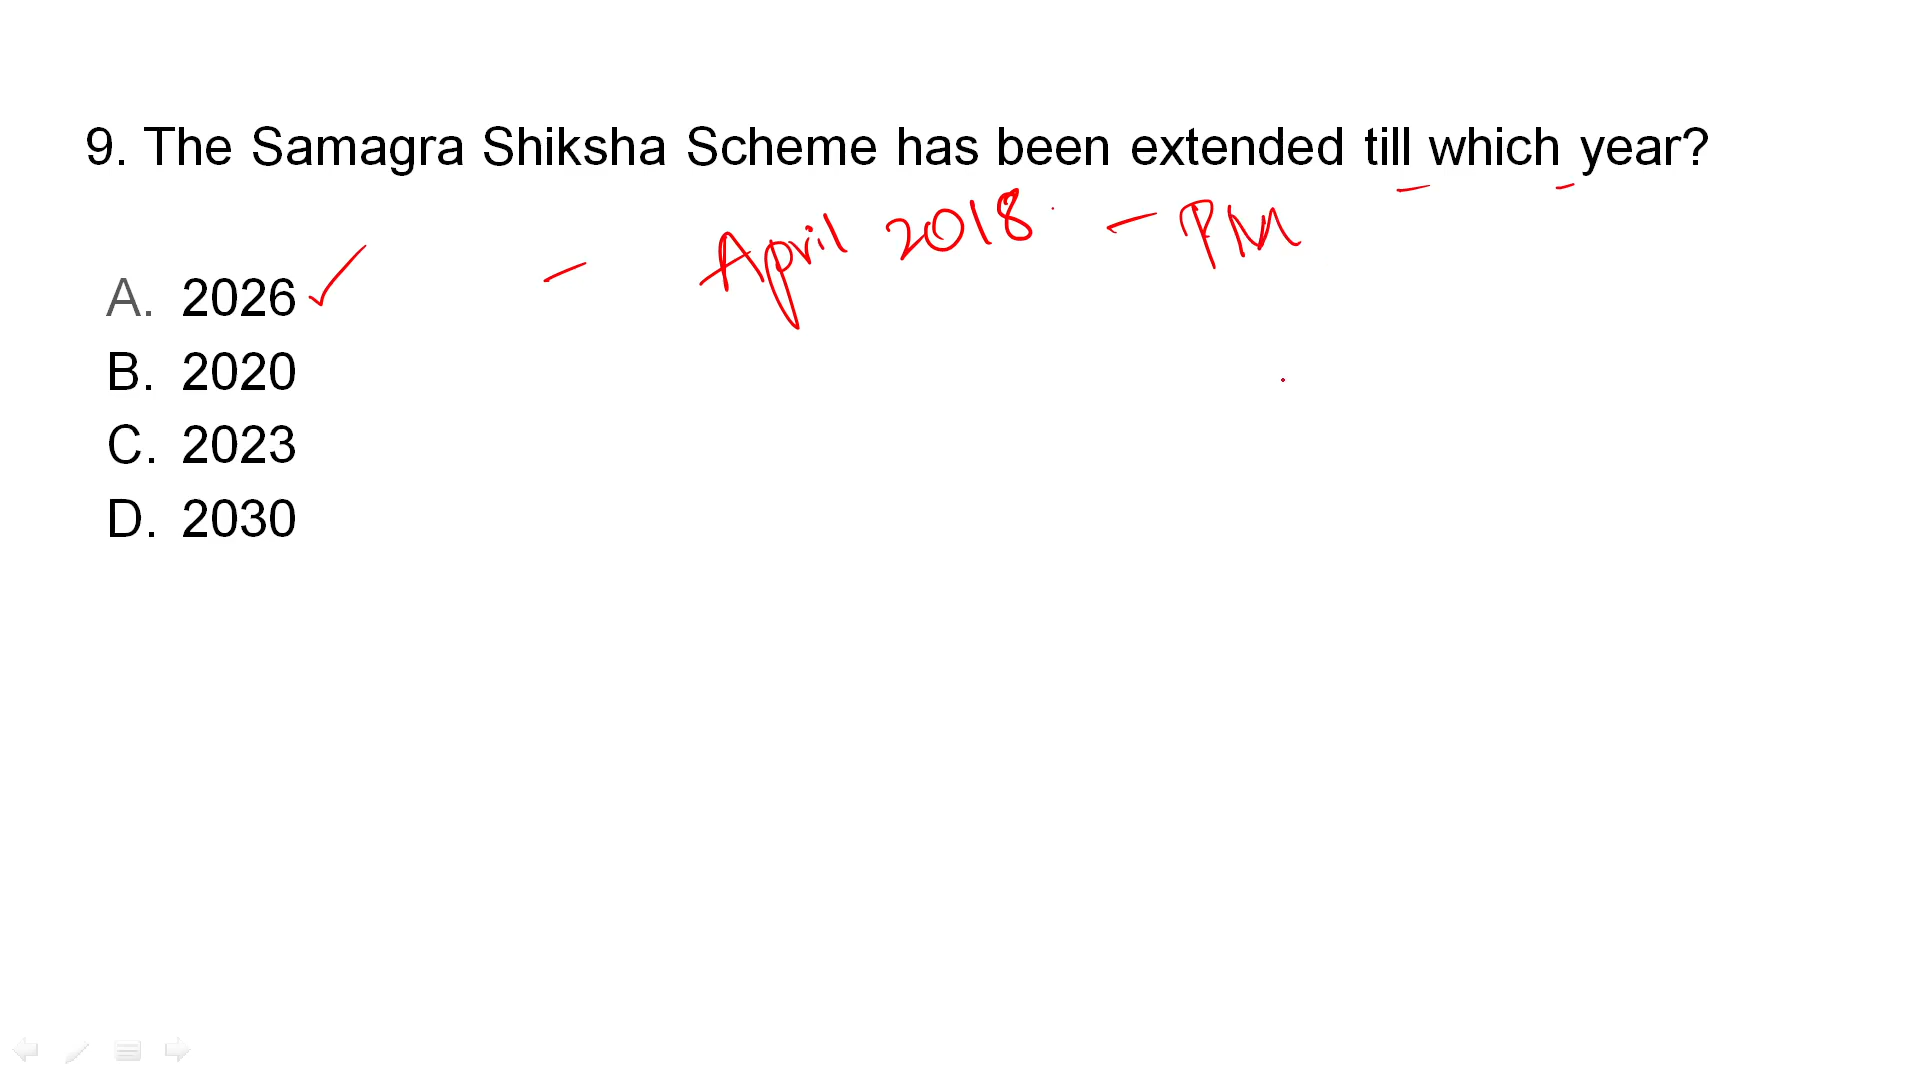 9. The Samagra Shiksha Scheme has been extended till which year?
- April 2018 - PM
A. 2026 ✓
B. 2020
C. 2023
D. 2030